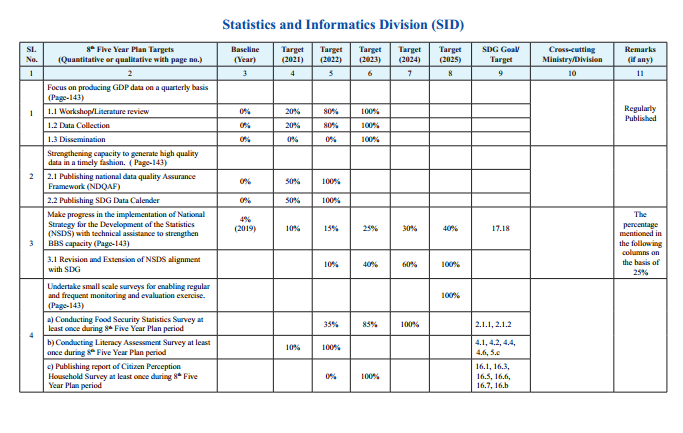 Statistics and Informatics Division (SID)
Sl. No. | 8th Five Year Plan Targets (Quantitative or qualitative with page no.) | Baseline (Year) | Target (2021) | Target (2022) | Target (2023) | Target (2024) | Target (2025) | SDG Goal/ Target | Cross-cutting Ministry/Division | Remarks (if any)
1 | 2 | 3 | 4 | 5 | 6 | 7 | 8 | 9 | 10 | 11
1
Focus on producing GDP data on a quarterly basis
(Page-143)
1.1 Workshop/Literature review | 0% | 20% | 80% | 100%
1.2 Data Collection | 0% | 20% | 80% | 100%
1.3 Dissemination | 0% | 0% | 0% | 100%
Regularly
Published
2
Strengthening capacity to generate high quality
data in a timely fashion. ( Page-143)
2.1 Publishing national data quality Assurance
Framework (NDQAF) | 0% | 50% | 100%
2.2 Publishing SDG Data Calender | 0% | 50% | 100%
3
Make progress in the implementation of National
Strategy for the Development of the Statistics
(NSDS) with technical assistance to strengthen
BBS capacity (Page-143)
4%
(2019)
10% | 15% | 25% | 30% | 40% | 17.18
3.1 Revision and Extension of NSDS alignment
with SDG
10% | 40% | 60% | 100%
The
percentage
mentioned in
the following
columns on
the basis of
25%
4
Undertake small scale surveys for enabling regular
and frequent monitoring and evaluation exercise.
(Page-143)
100%
a) Conducting Food Security Statistics Survey at
least once during 8th Five Year Plan period
35% | 85% | 100% | 2.1.1, 2.1.2
b) Conducting Literacy Assessment Survey at least
once during 8th Five Year Plan period
10% | 100%
4.1, 4.2, 4.4,
4.6, 5.c
c) Publishing report of Citizen Perception
Household Survey at least once during 8th Five
Year Plan period
0% | 100%
16.1, 16.3,
16.5, 16.6,
16.7, 16.b